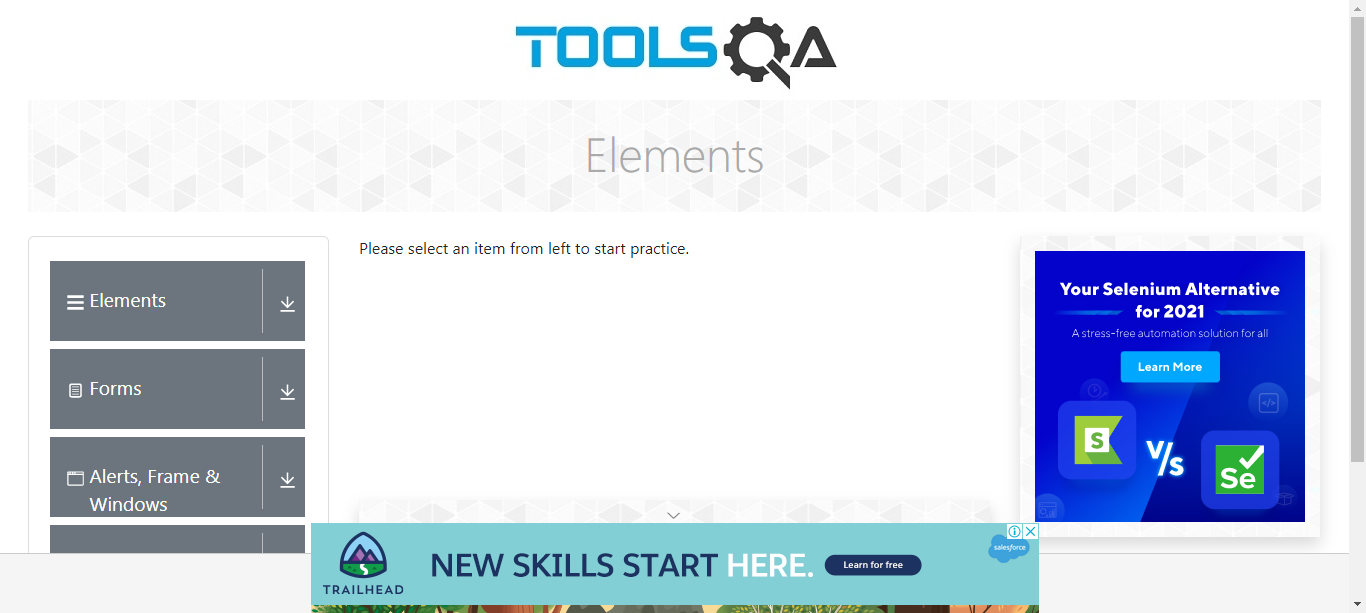 TOOLSQA
Elements
Elements
Forms
Alerts, Frame &
Windows
Please select an item from left to start practice.
Your Selenium Alternative
for 2021
A stress-free automation solution for all
Learn More
S
V/s
Se
TRAILHEAD
NEW SKILLS START HERE.
Learn for free
salesforce